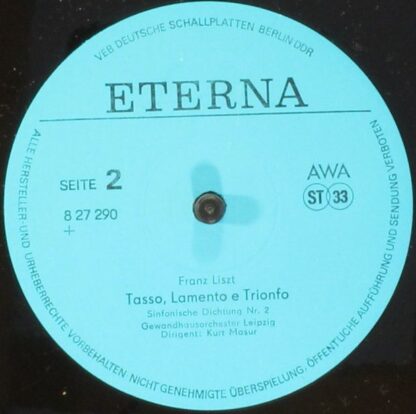 VEB DEUTSCHE SCHALLPLATTEN BERLIN DDR
ETERNA
SEITE 2
8 27 290
+
AWA
ST 33
Franz Liszt
Tasso, Lamento e Trionfo
Sinfonische Dichtung Nr. 2
Gewandhausorchester Leipzig
Dirigent: Kurt Masur
ALLE HERSTELLER- UND URHEBERRECHTE VORBEHALTEN NICHT GENEHMIGTE ÜBERSPIELUNG, ÖFFENTLICHE AUFFÜHRUNG UND SENDUNG VERBOTEN